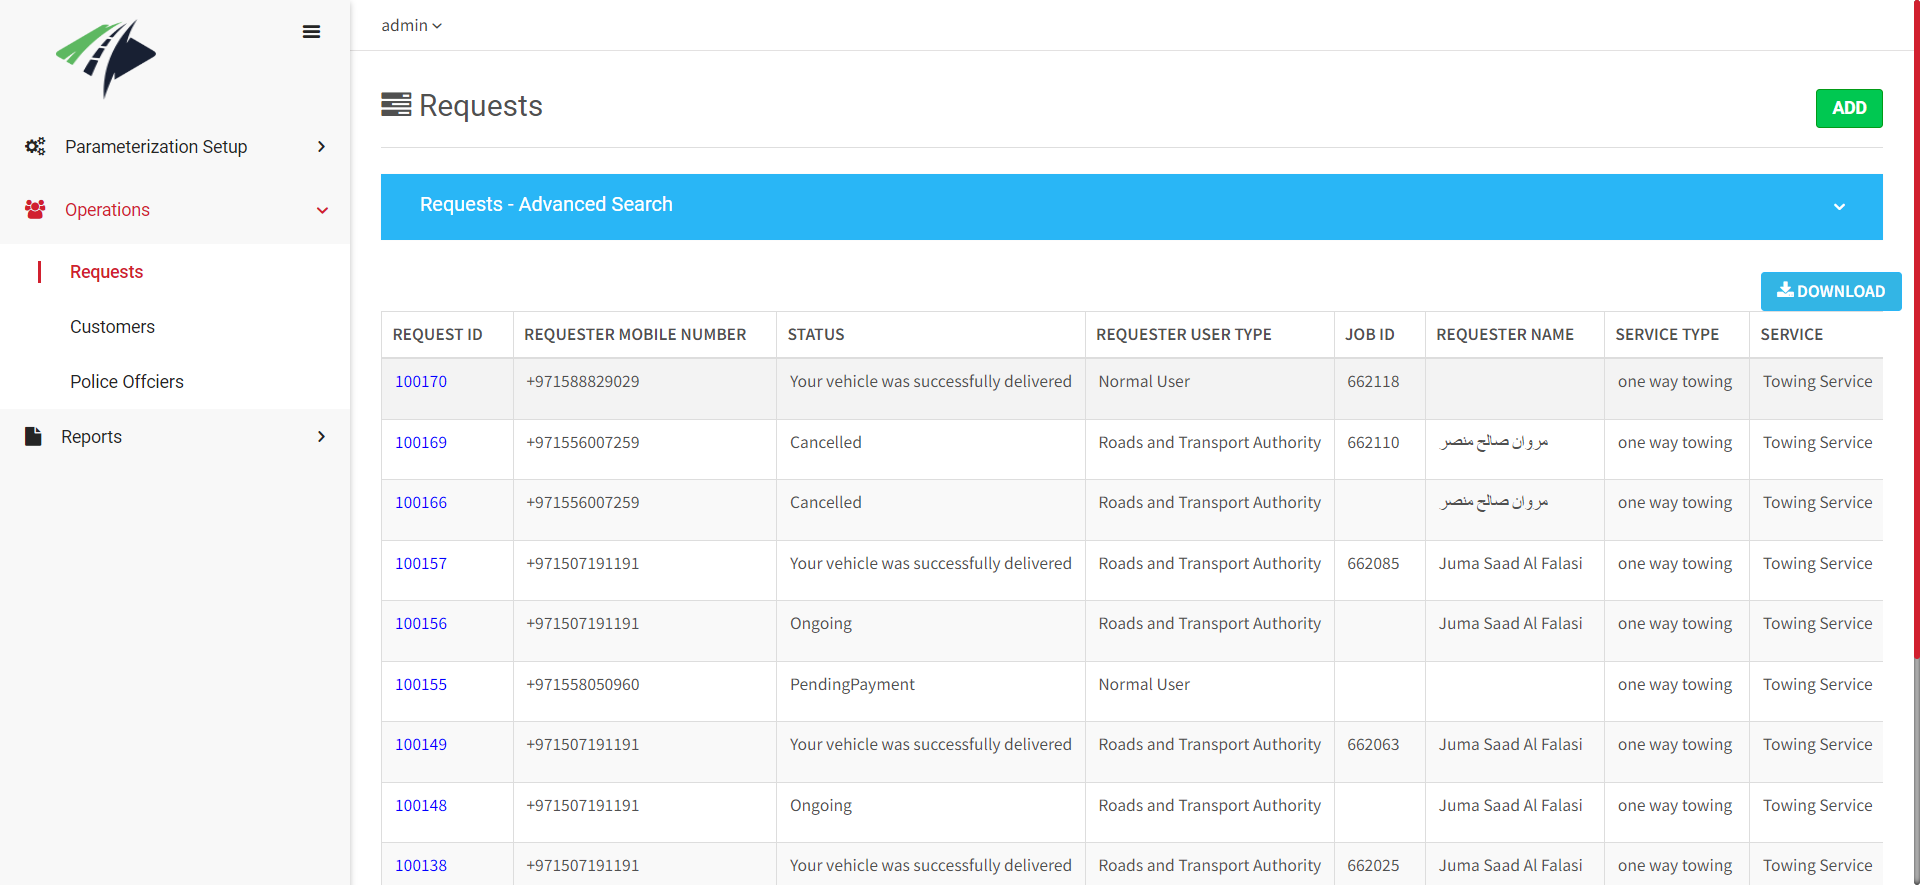 admin
Requests
ADD
Parameterization Setup
Operations
Requests
Customers
Police Offciers
Reports
Requests - Advanced Search
DOWNLOAD
REQUEST ID REQUESTER MOBILE NUMBER STATUS REQUESTER USER TYPE JOB ID REQUESTER NAME SERVICE TYPE SERVICE
100170 +971588829029 Your vehicle was successfully delivered Normal User 662118 one way towing Towing Service
100169 +971556007259 Cancelled Roads and Transport Authority 662110 مروان صالح منصر one way towing Towing Service
100166 +971556007259 Cancelled Roads and Transport Authority مروان صالح منصر one way towing Towing Service
100157 +971507191191 Your vehicle was successfully delivered Roads and Transport Authority 662085 Juma Saad Al Falasi one way towing Towing Service
100156 +971507191191 Ongoing Roads and Transport Authority Juma Saad Al Falasi one way towing Towing Service
100155 +971558050960 PendingPayment Normal User one way towing Towing Service
100149 +971507191191 Your vehicle was successfully delivered Roads and Transport Authority 662063 Juma Saad Al Falasi one way towing Towing Service
100148 +971507191191 Ongoing Roads and Transport Authority Juma Saad Al Falasi one way towing Towing Service
100138 +971507191191 Your vehicle was successfully delivered Roads and Transport Authority 662025 Juma Saad Al Falasi one way towing Towing Service